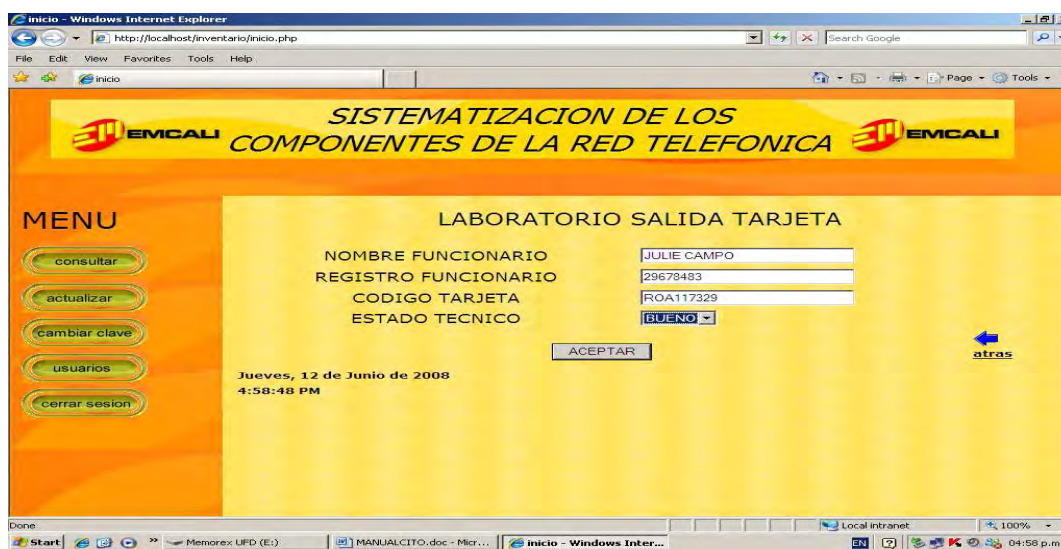 inicio - Windows Internet Explorer
http://localhost/inventario/inicio.php
Search Google
File Edit View Favorites Tools Help
inicio
Page Tools
EMCALI
SISTEMATIZACION DE LOS
COMPONENTES DE LA RED TELEFONICA
EMCALI
MENU
consultar
actualizar
cambiar clave
usuarios
cerrar sesion
LABORATORIO SALIDA TARJETA
NOMBRE FUNCIONARIO JULIE CAMPO
REGISTRO FUNCIONARIO 29678483
CODIGO TARJETA ROA117329
ESTADO TECNICO BUENO
ACEPTAR
atras
Jueves, 12 de Junio de 2008
4:58:48 PM
Done Local intranet 100%
Start Memorex UFD (E:) MANUALCITO.doc - Micr... inicio - Windows Inter... EN 04:58 p.m